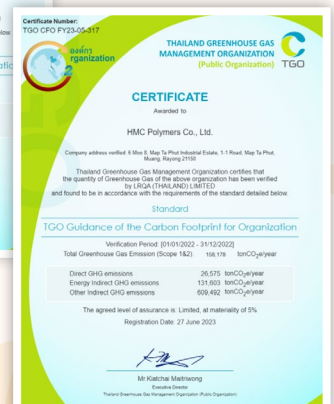 Certificate Number:
TGO CFO FY23-05-317
องค์กร
rganization
2
THAILAND GREENHOUSE GAS
MANAGEMENT ORGANIZATION
(Public Organization)
TGO
CERTIFICATE
Awarded to
HMC Polymers Co., Ltd.
Company address verified 6 Moo 8, Map Ta Phut Industrial Estate, 1-1 Road, Map Ta Phut,
Muang, Rayong 21150
Thailand Greenhouse Gas Management Organization certifies that
the quantity of Greenhouse Gas of the above organization has been verified
by LRQA (THAILAND) LIMITED
and found to be in accordance with the requirements of the standard detailed below.
Standard
TGO Guidance of the Carbon Footprint for Organization
Verification Period: [01/01/2022 - 31/12/2022]
Total Greenhouse Gas Emission (Scope 1&2) 158,178 tonCO₂e/year
Direct GHG emissions 26,575 tonCO₂e/year
Energy Indirect GHG emissions 131,603 tonCO₂e/year
Other Indirect GHG emissions 609,492 tonCO₂e/year
The agreed level of assurance is: Limited, at materiality of 5%
Registration Date: 27 June 2023
Mr.Kiatchai Maitriwong
Executive Director
Thailand Greenhouse Gas Management Organization (Public Organization)